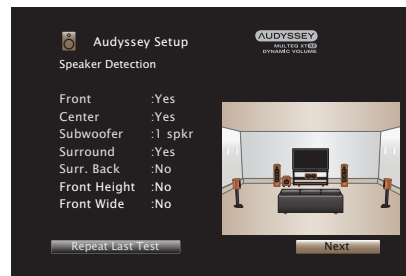 Audyssey Setup
AUDYSSEY
MULTEQ XT32
DYNAMIC VOLUME
Speaker Detection
Front :Yes
Center :Yes
Subwoofer :1 spkr
Surround :Yes
Surr. Back :No
Front Height :No
Front Wide :No
Repeat Last Test
Next